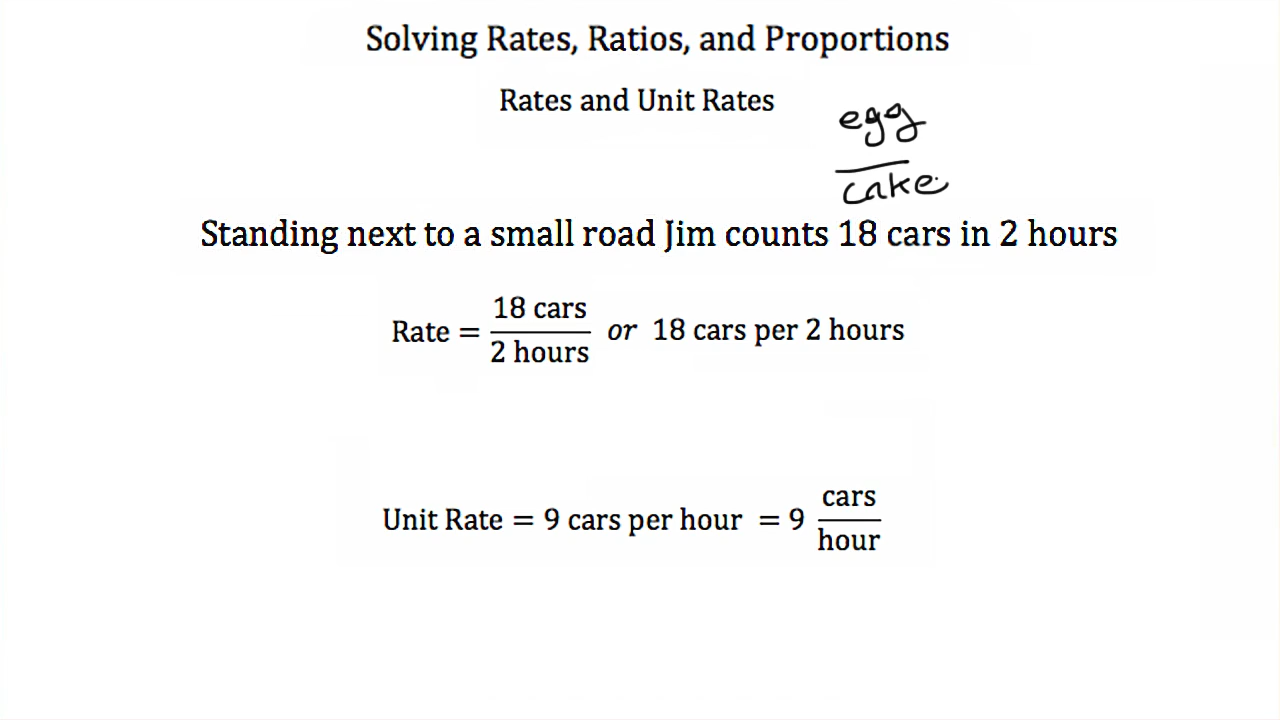 Solving Rates, Ratios, and Proportions
Rates and Unit Rates
egg
cake
Standing next to a small road Jim counts 18 cars in 2 hours
Rate = 18 cars / 2 hours or 18 cars per 2 hours
Unit Rate = 9 cars per hour = 9 cars / hour